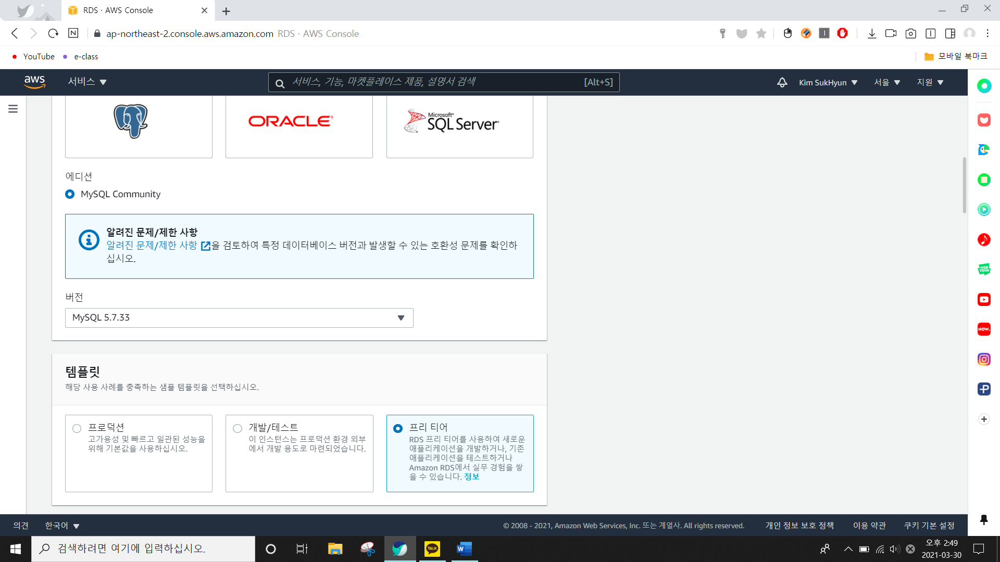 RDS · AWS Console
N
ap-northeast-2.console.aws.amazon.com RDS · AWS Console
YouTube
e-class
모바일 북마크
aws
서비스
서비스, 기능, 마켓플레이스 제품, 설명서 검색
[Alt+S]
Kim SukHyun
서울
지원
ORACLE
Microsoft
SQL Server
에디션
MySQL Community
알려진 문제/제한 사항
알려진 문제/제한 사항 을 검토하여 특정 데이터베이스 버전과 발생할 수 있는 호환성 문제를 확인하
십시오.
버전
MySQL 5.7.33
템플릿
해당 사용 사례를 충족하는 샘플 템플릿을 선택하십시오.
프로덕션
고가용성 및 빠르고 일관된 성능을
위해 기본값을 사용하십시오.
개발/테스트
이 인스턴스는 프로덕션 환경 외부
에서 개발 용도로 마련되었습니다.
프리 티어
RDS 프리 티어를 사용하여 새로운
애플리케이션을 개발하거나, 기존
애플리케이션을 테스트하거나
Amazon RDS에서 실무 경험을 쌓
을 수 있습니다. 정보
WEB
TOON
NOW.
의견
한국어
© 2008 - 2021, Amazon Web Services, Inc. 또는 계열사. All rights reserved.
개인 정보 보호 정책
이용 약관
쿠키 기본 설정
검색하려면 여기에 입력하십시오.
TALK
W
오후 2:49
2021-03-30